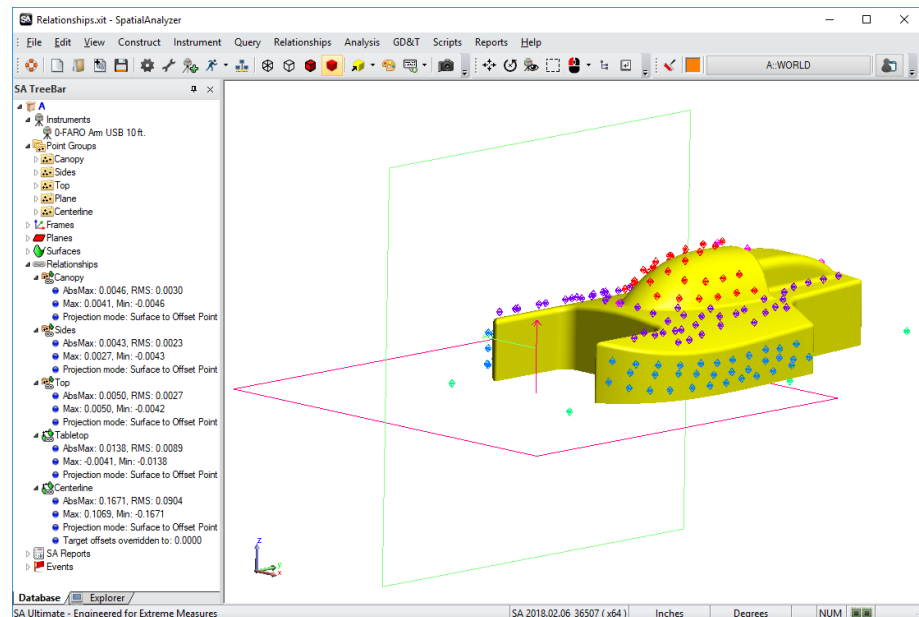 SA Relationships.xit - SpatialAnalyzer
File Edit View Construct Instrument Query Relationships Analysis GD&T Scripts Reports Help
A::WORLD
SA TreeBar
A
Instruments
0-FARO Arm USB 10 ft.
Point Groups
Canopy
Sides
Top
Plane
Centerline
Frames
Planes
Surfaces
Relationships
Canopy
AbsMax: 0.0046, RMS: 0.0030
Max: 0.0041, Min: -0.0046
Projection mode: Surface to Offset Point
Sides
AbsMax: 0.0043, RMS: 0.0023
Max: 0.0027, Min: -0.0043
Projection mode: Surface to Offset Point
Top
AbsMax: 0.0050, RMS: 0.0027
Max: 0.0050, Min: -0.0042
Projection mode: Surface to Offset Point
Tabletop
AbsMax: 0.0138, RMS: 0.0089
Max: -0.0041, Min: -0.0138
Projection mode: Surface to Offset Point
Centerline
AbsMax: 0.1671, RMS: 0.0904
Max: 0.1069, Min: -0.1671
Projection mode: Surface to Offset Point
Target offsets overridden to: 0.0000
SA Reports
Events
Z
Y
X
Database Explorer
SA Ultimate - Engineered for Extreme Measures SA 2018.02.06_36507 ( x64 ) Inches Degrees NUM